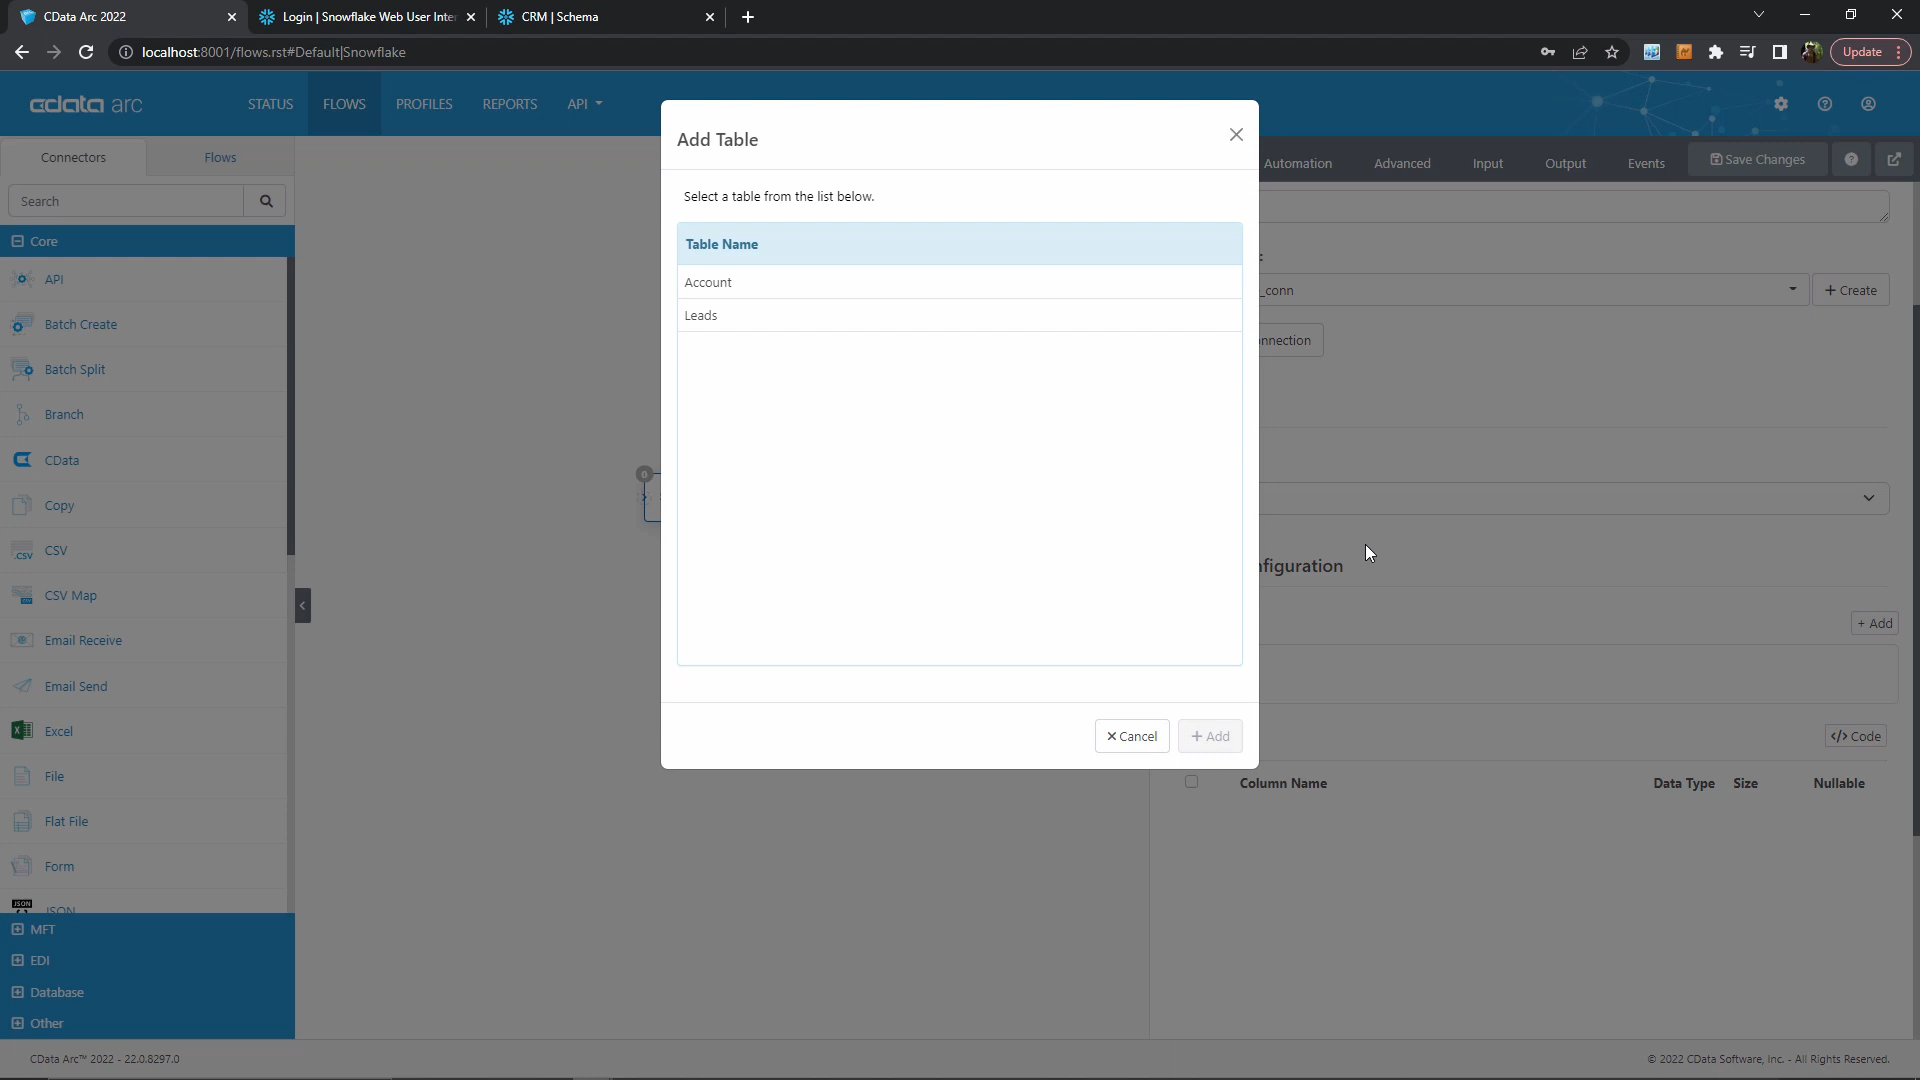 CData Arc 2022
Login | Snowflake Web User Inter
CRM | Schema
localhost:8001/flows.rst#Default|Snowflake
Update
cdata arc
STATUS
FLOWS
PROFILES
REPORTS
API
Add Table
Connectors
Flows
Automation
Advanced
Input
Output
Events
Save Changes
Search
Select a table from the list below.
Core
Table Name
API
Account
_conn
+ Create
Leads
Batch Create
nnection
Batch Split
Branch
CData
0
Copy
CSV
figuration
CSV Map
+ Add
Email Receive
Email Send
Excel
Cancel
+ Add
</> Code
File
Column Name
Data Type
Size
Nullable
Flat File
Form
JSON
MFT
EDI
Database
Other
CData Arc™ 2022 - 22.0.8297.0
© 2022 CData Software, Inc. - All Rights Reserved.